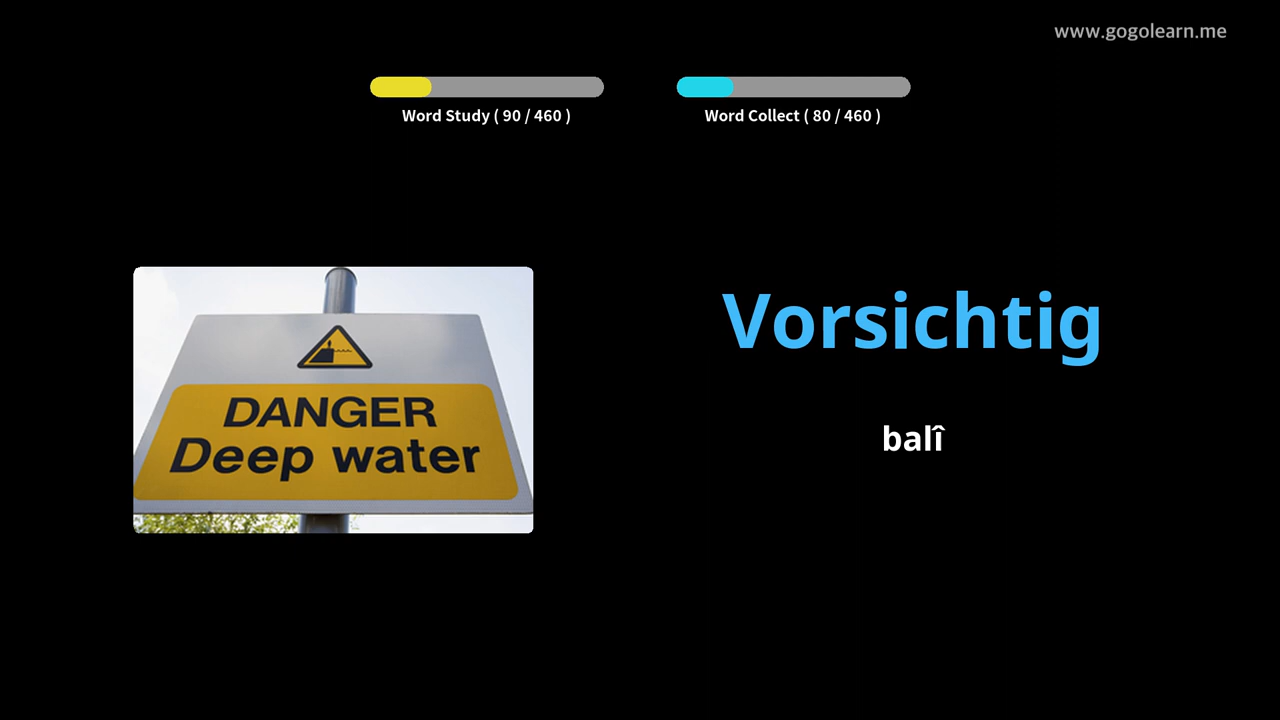 www.gogolearn.me
Word Study ( 90 / 460 )
Word Collect ( 80 / 460 )
DANGER
Deep water
Vorsichtig
balî